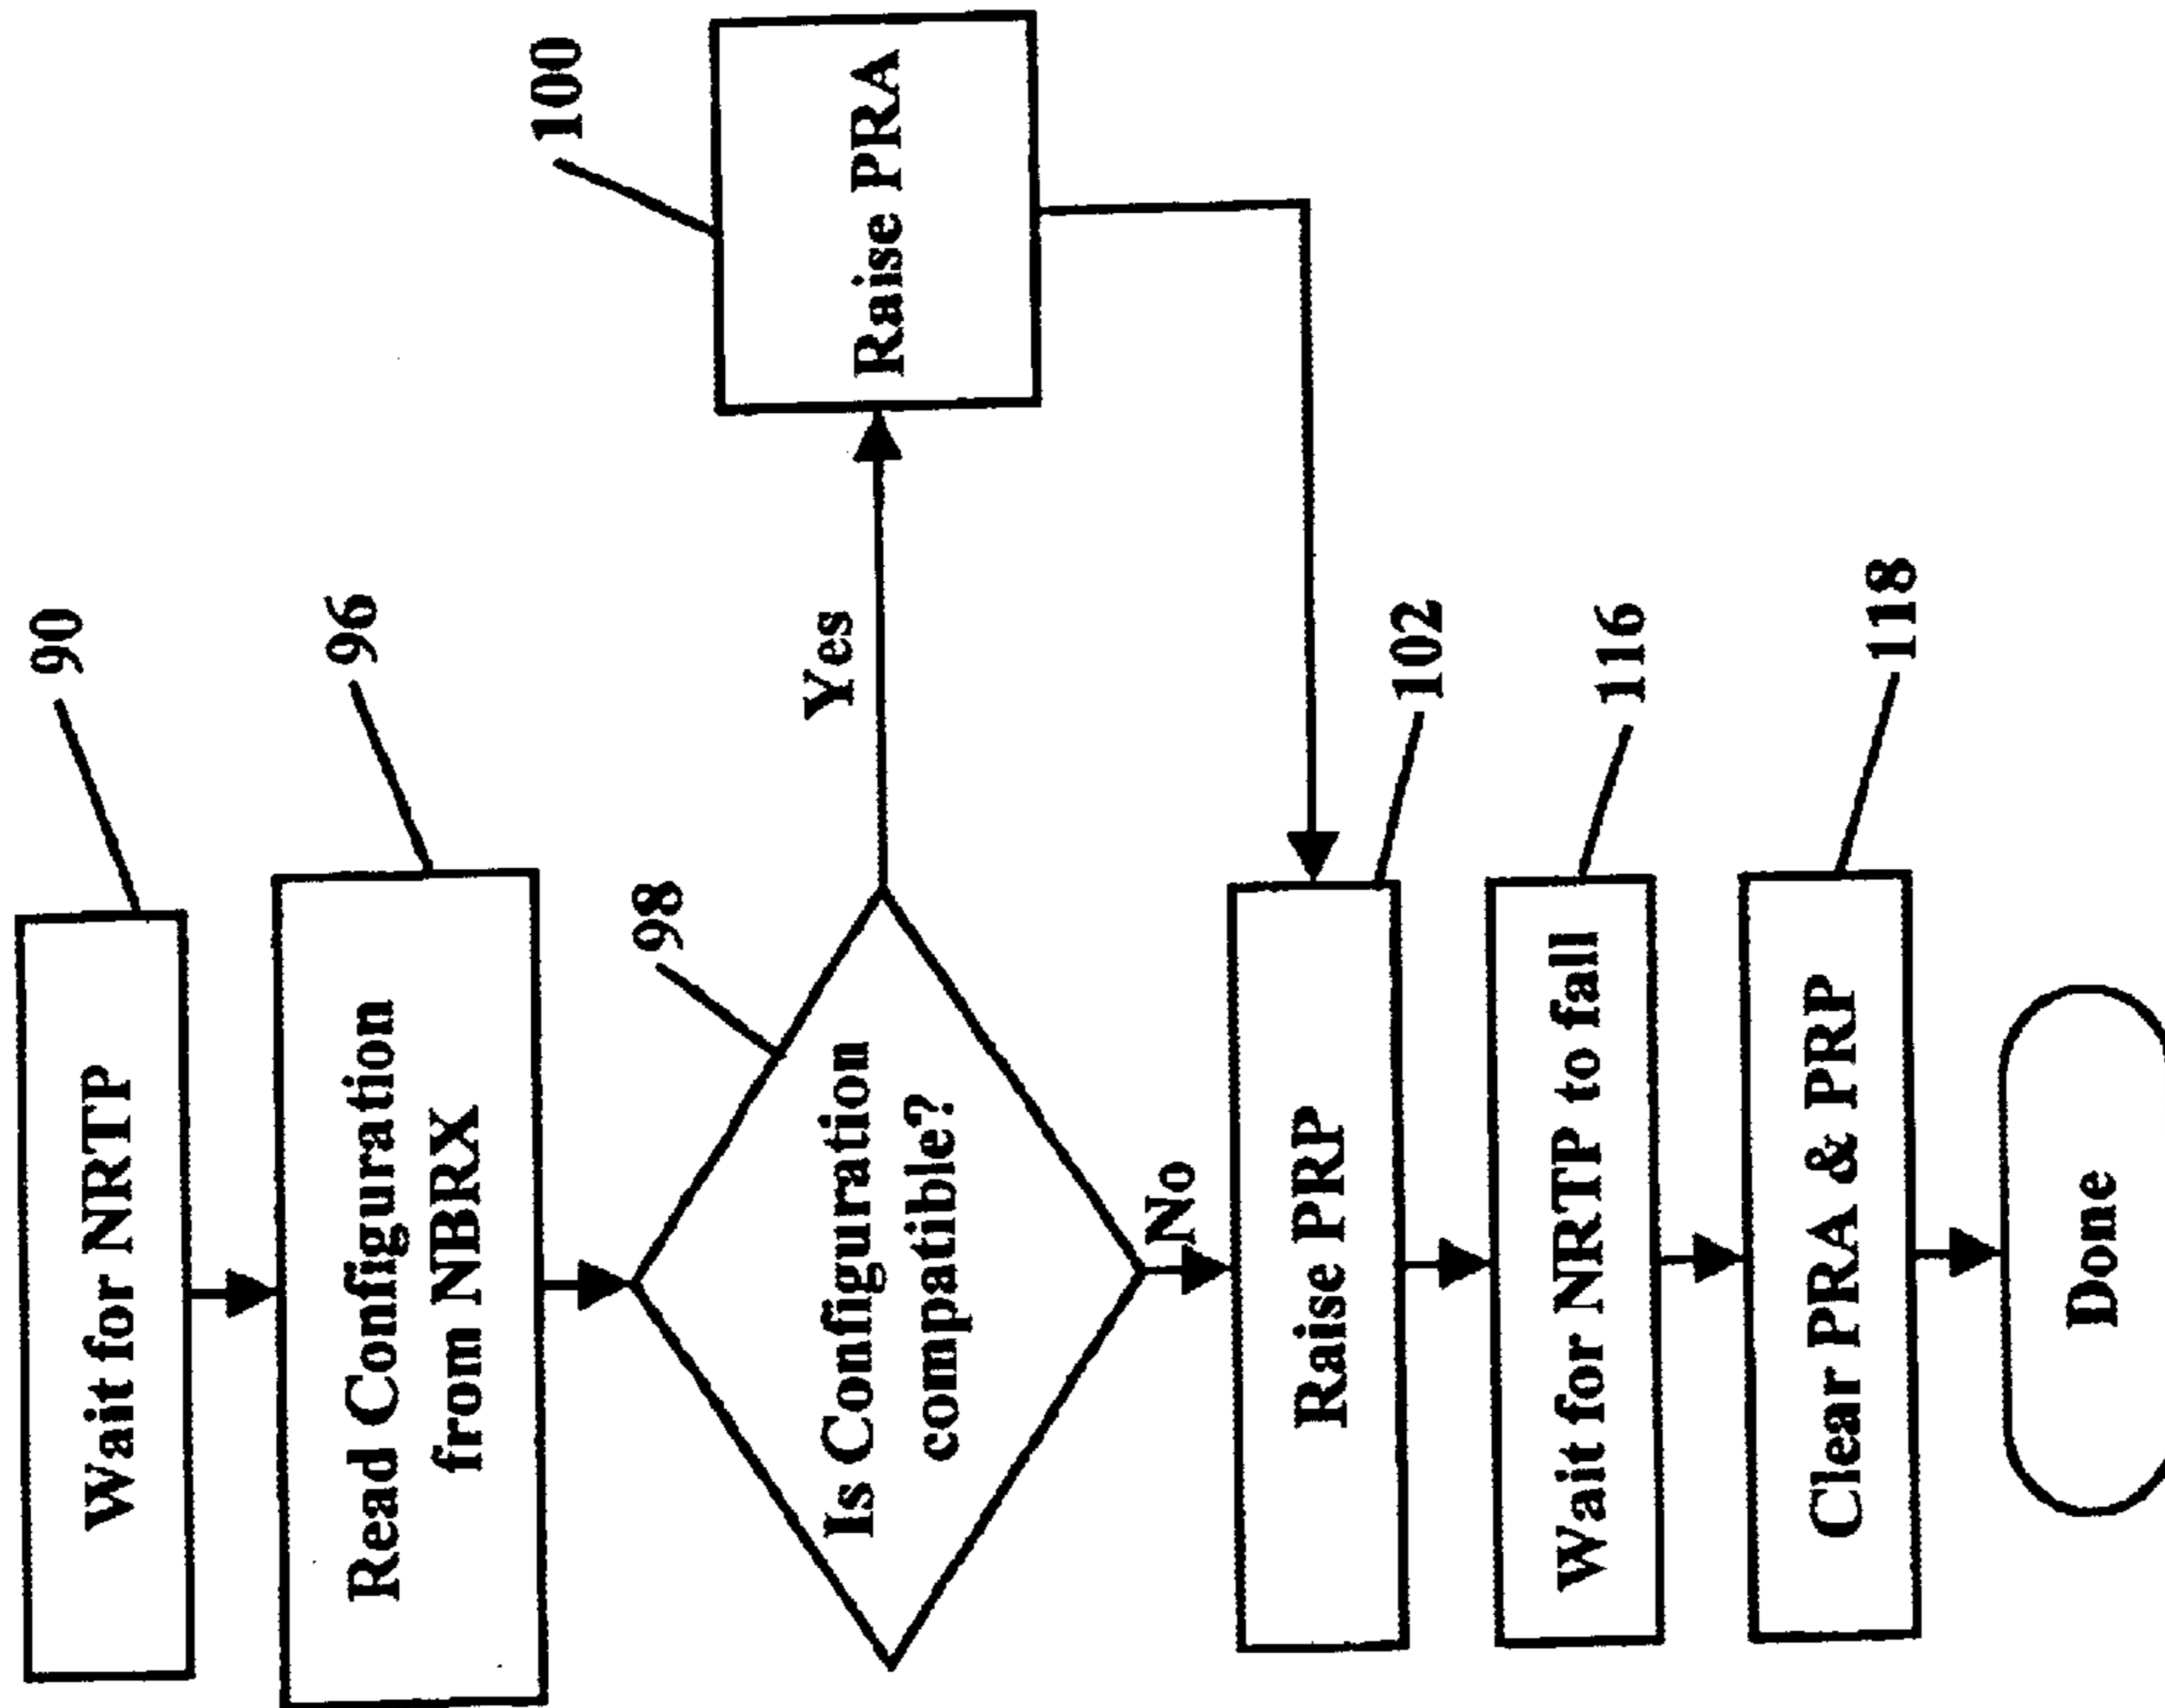 90
Wait for NRTP
96
Read Configuration
from NBRX
98
Is Configuration
compatible?
Yes
100
Raise PRA
No
102
Raise PRP
116
Wait for NRTP to fall
118
Clear PRA & PRP
Done